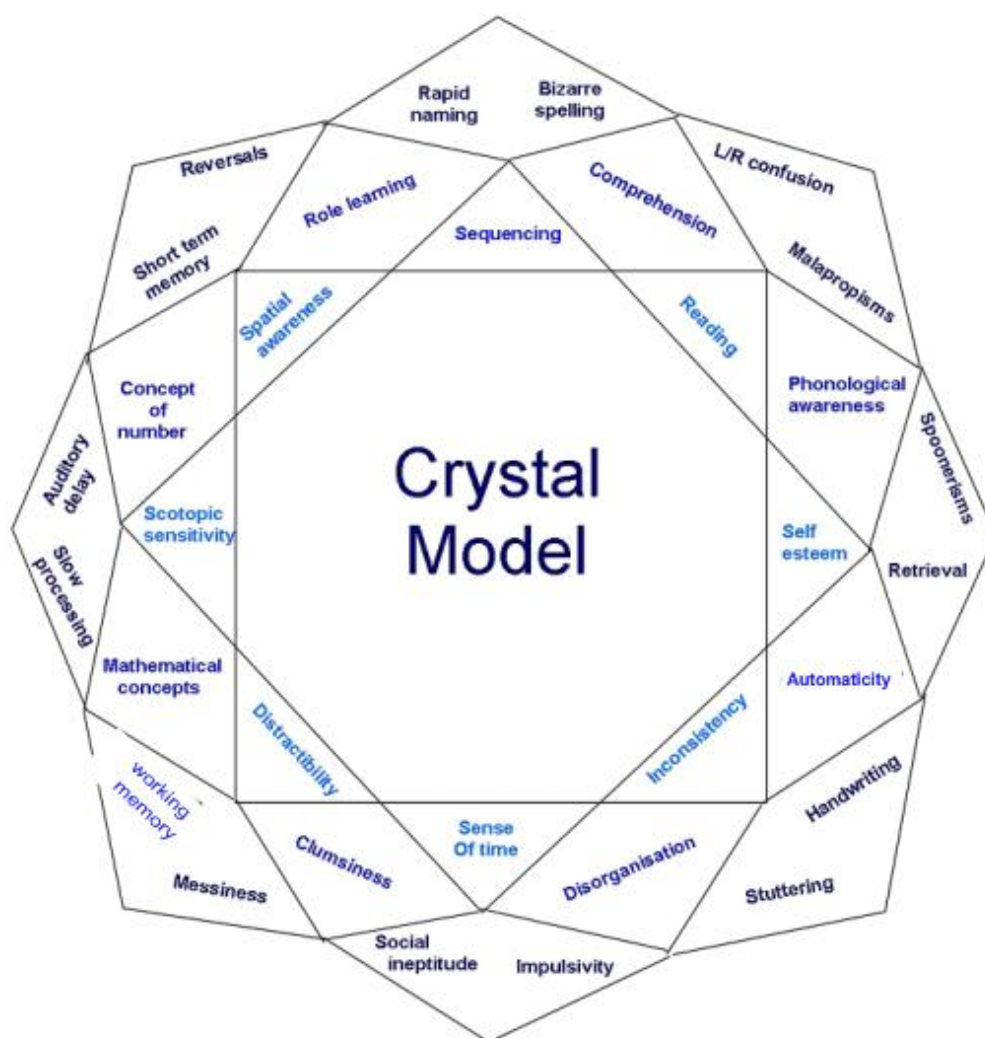 Rapid
naming
Bizarre
spelling
Reversals
L/R confusion
Role learning
Comprehension
Short term
memory
Sequencing
Malapropisms
Spatial
awareness
Reading
Concept
of
number
Phonological
awareness
Auditory
delay
Spoonerisms
Crystal
Model
Scotopic
sensitivity
Self
esteem
Slow
processing
Retrieval
Mathematical
concepts
Automaticity
Distractibility
Inconsistency
working
memory
Handwriting
Sense
Of time
Clumsiness
Disorganisation
Messiness
Stuttering
Social
ineptitude
Impulsivity